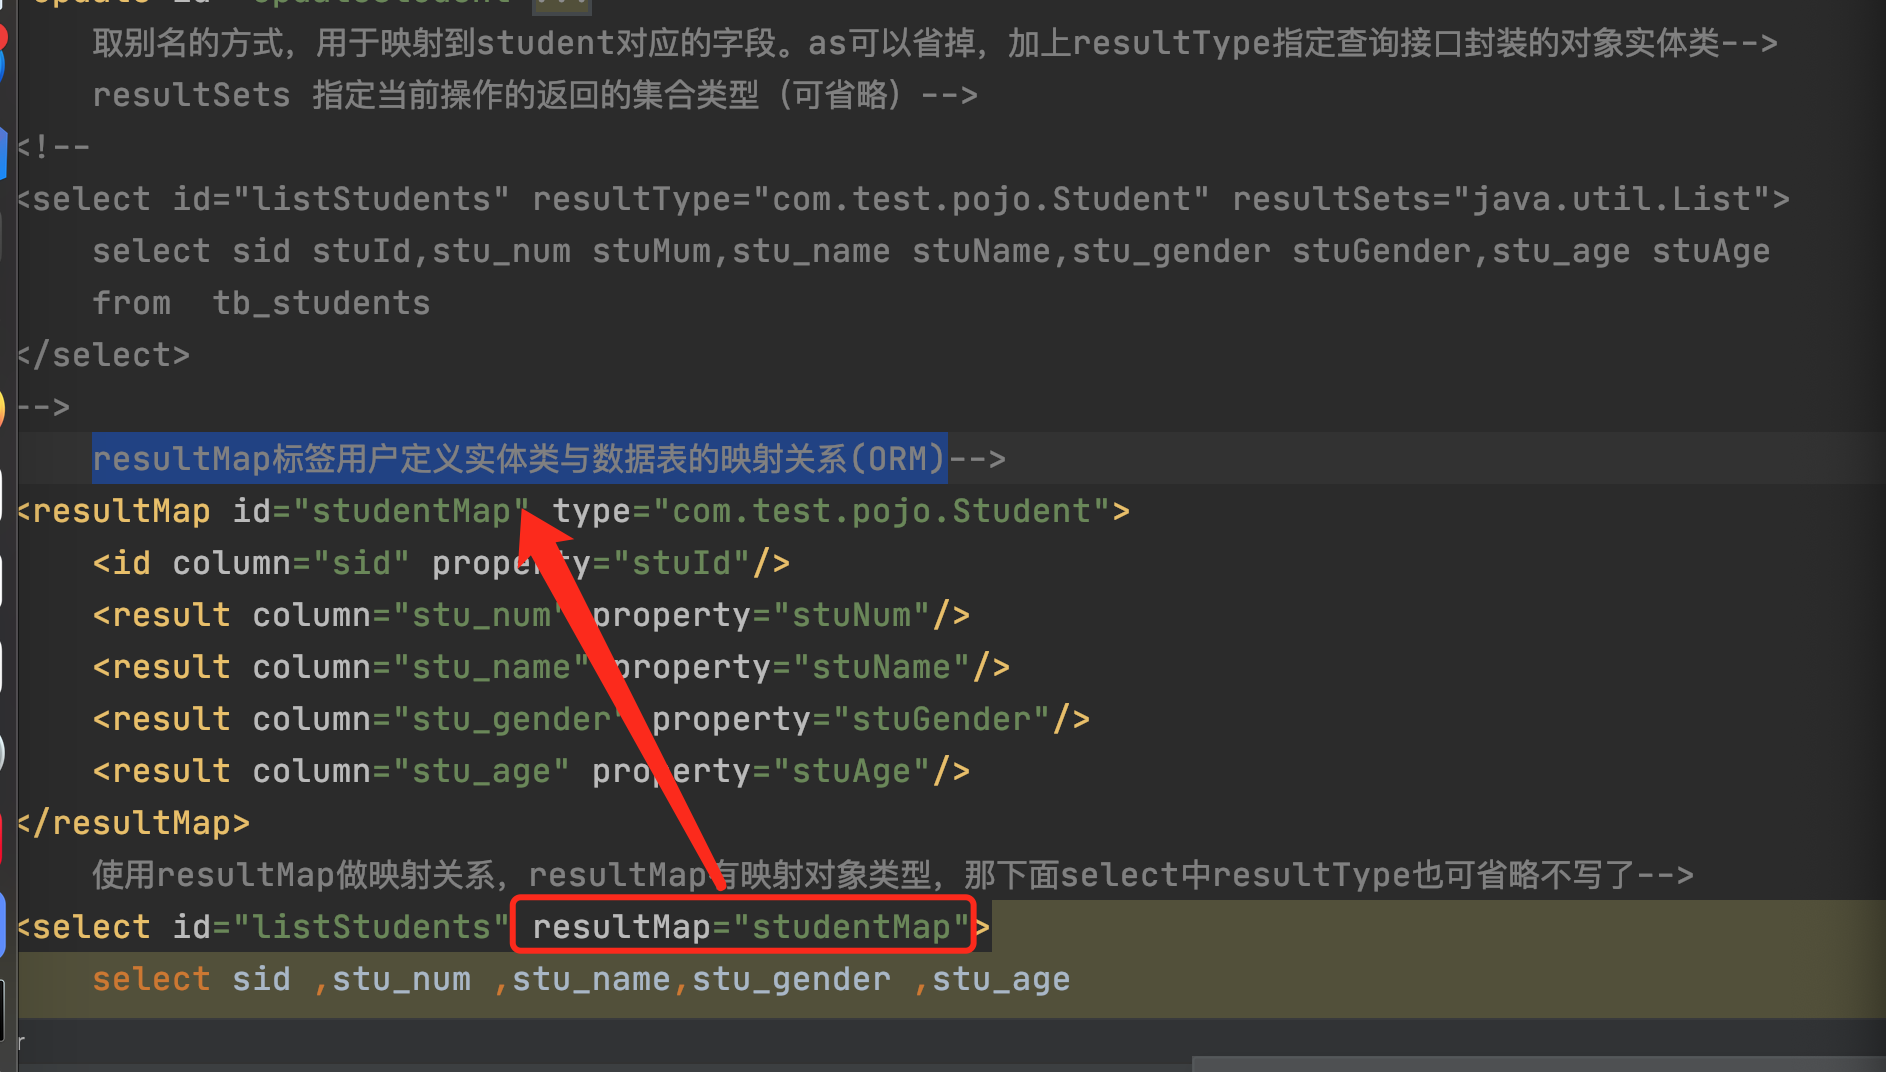 取别名的方式，用于映射到student对应的字段。as可以省掉，加上resultType指定查询接口封装的对象实体类-->
resultSets 指定当前操作的返回的集合类型（可省略）-->
<!--
<select id="listStudents" resultType="com.test.pojo.Student" resultSets="java.util.List">
select sid stuId,stu_num stuMum,stu_name stuName,stu_gender stuGender,stu_age stuAge
from  tb_students
</select>
-->
resultMap标签用户定义实体类与数据表的映射关系(ORM)-->
<resultMap id="studentMap" type="com.test.pojo.Student">
<id column="sid" property="stuId"/>
<result column="stu_num" property="stuNum"/>
<result column="stu_name" property="stuName"/>
<result column="stu_gender" property="stuGender"/>
<result column="stu_age" property="stuAge"/>
</resultMap>
使用resultMap做映射关系，resultMap有映射对象类型，那下面select中resultType也可省略不写了-->
<select id="listStudents" resultMap="studentMap">
select sid ,stu_num ,stu_name,stu_gender ,stu_age
r